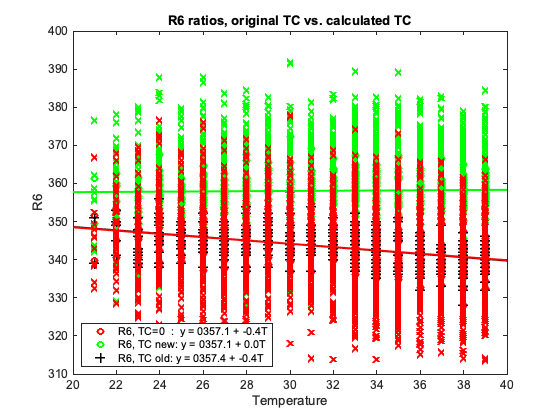 R6 ratios, original TC vs. calculated TC
400
390
380
370
360
350
340
330
320
310
R6
R6, TC=0 : y = 0357.1 + -0.4T
R6, TC new: y = 0357.1 + 0.0T
R6, TC old: y = 0357.4 + -0.4T
20 22 24 26 28 30 32 34 36 38 40
Temperature